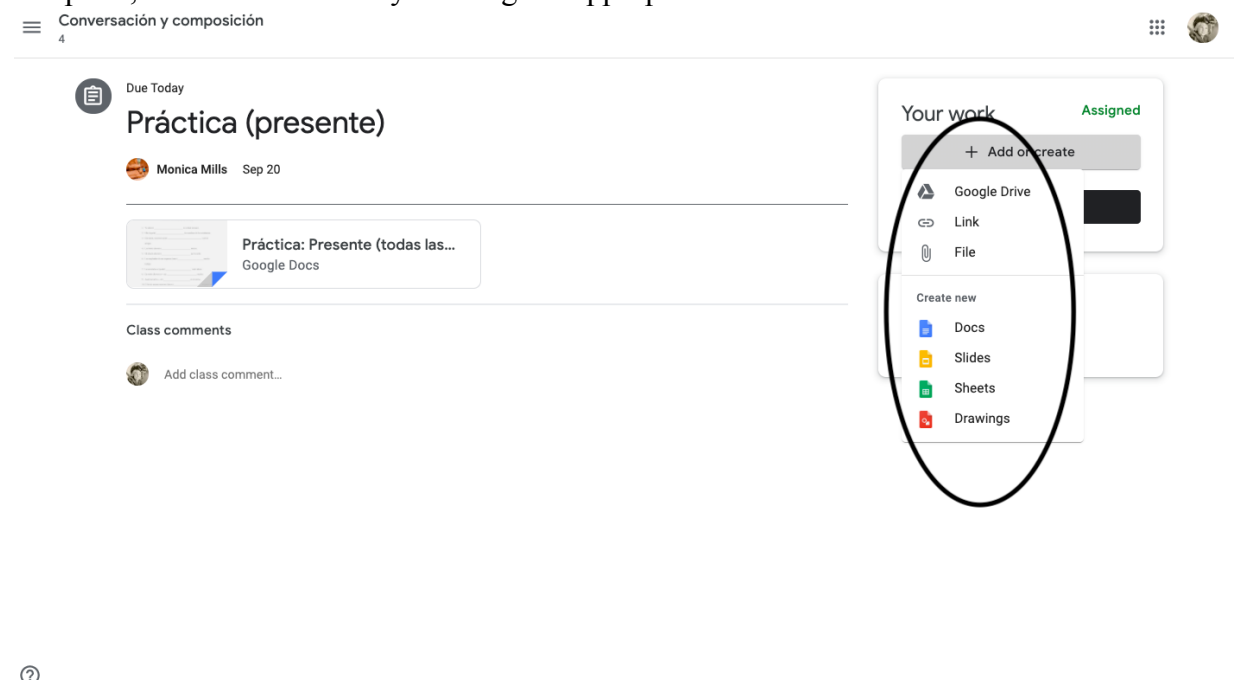 Conversación y composición
4
Due Today
Práctica (presente)
Monica Mills Sep 20
Práctica: Presente (todas las...
Google Docs
Class comments
Add class comment...
Your work Assigned
+ Add or create
Google Drive
Link
File
Create new
Docs
Slides
Sheets
Drawings